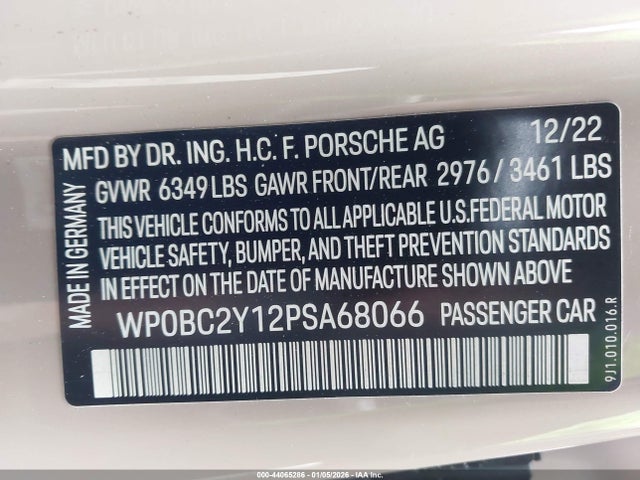 MFD BY DR. ING. H.C. F. PORSCHE AG 12/22
GVWR 6349 LBS GAWR FRONT/REAR 2976 / 3461 LBS
THIS VEHICLE CONFORMS TO ALL APPLICABLE U.S.FEDERAL MOTOR
VEHICLE SAFETY, BUMPER, AND THEFT PREVENTION STANDARDS
IN EFFECT ON THE DATE OF MANUFACTURE SHOWN ABOVE
WP0BC2Y12PSA68066 PASSENGER CAR
MADE IN GERMANY
9J1.010.016.R
000-44065266 - 01/05/2026 - IAA Inc.